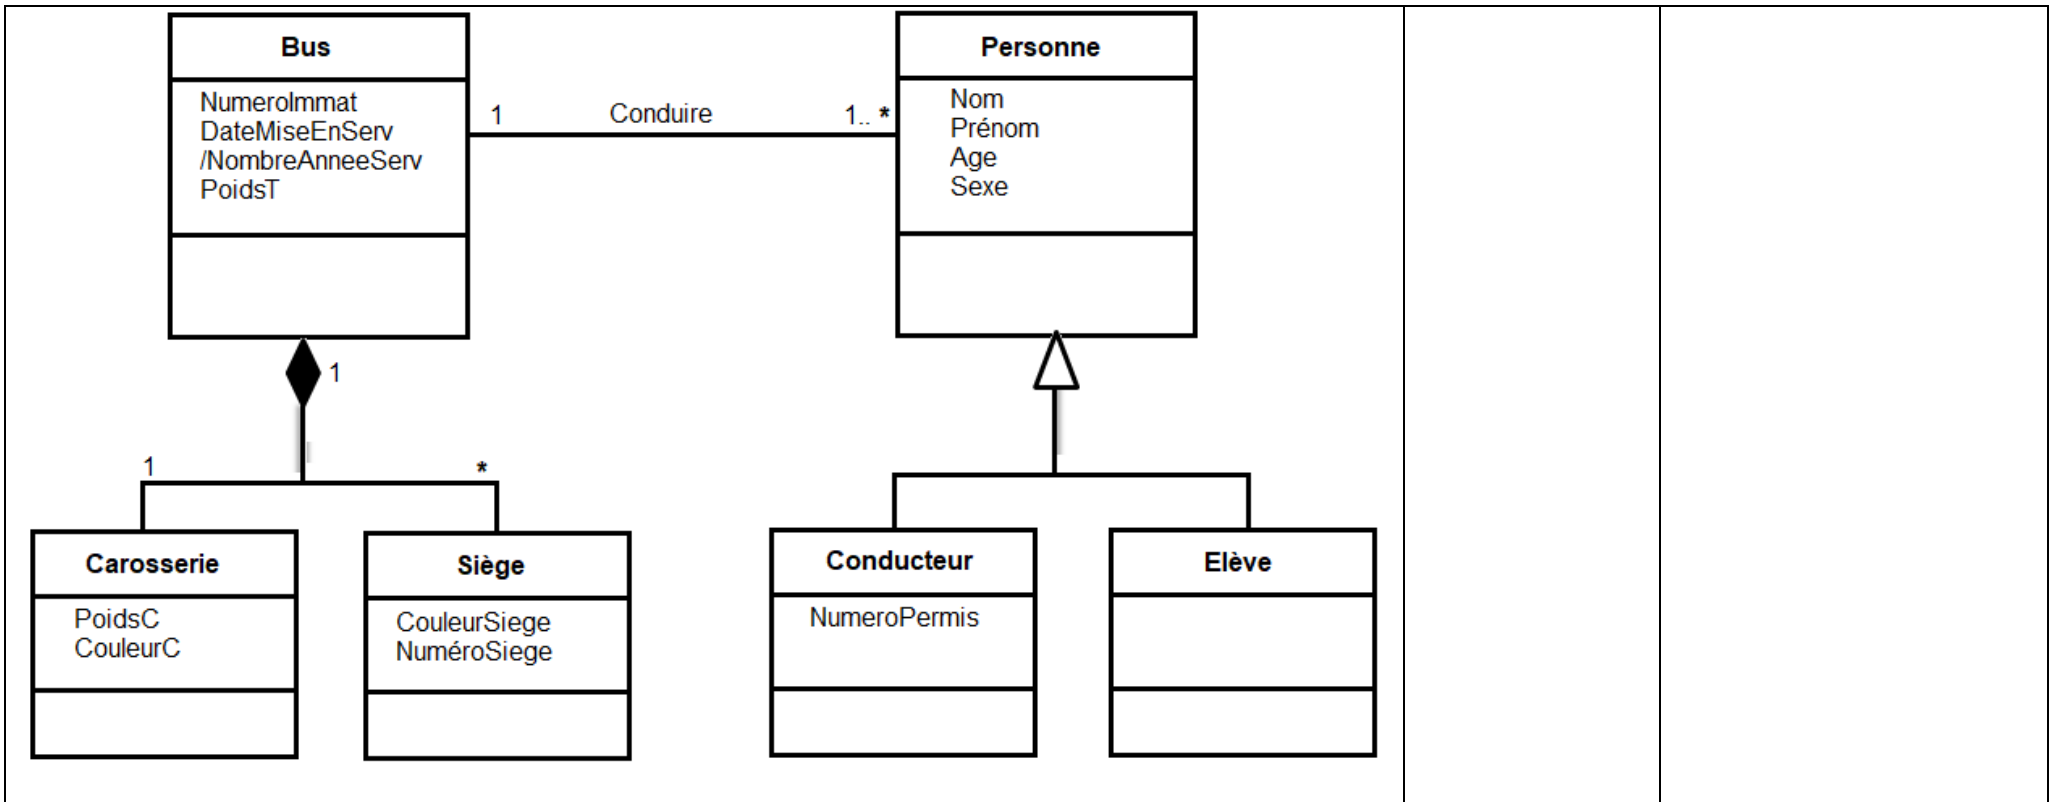 Bus
NumeroImmat
DateMiseEnServ
/NombreAnneeServ
PoidsT
1
Conduire
1.. *
Personne
Nom
Prénom
Age
Sexe
1
1
*
Carosserie
PoidsC
CouleurC
Siège
CouleurSiege
NuméroSiege
Conducteur
NumeroPermis
Elève